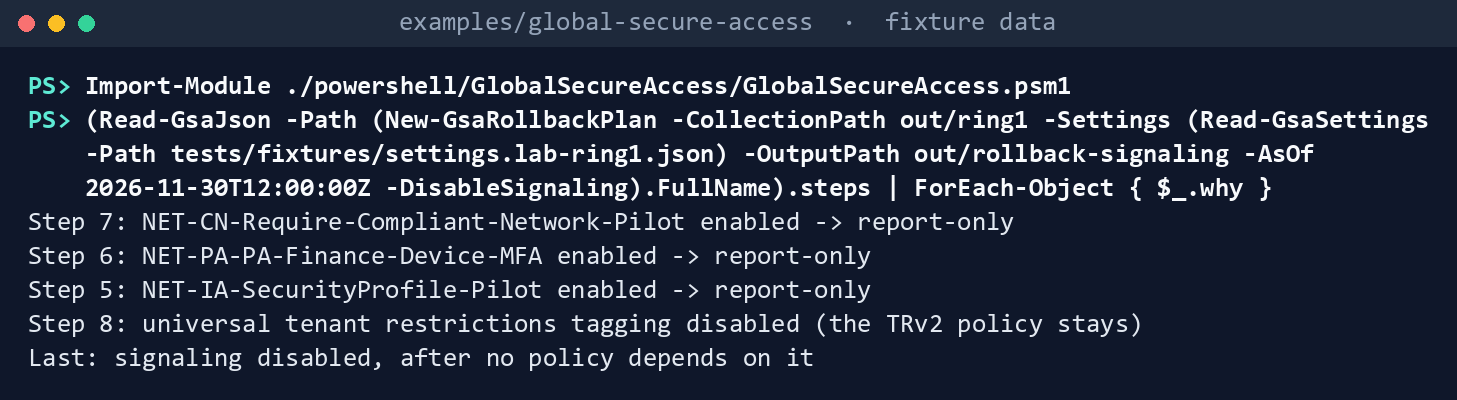 examples/global-secure-access · fixture data
PS> Import-Module ./powershell/GlobalSecureAccess/GlobalSecureAccess.psm1
PS> (Read-GsaJson -Path (New-GsaRollbackPlan -CollectionPath out/ring1 -Settings (Read-GsaSettings
-Path tests/fixtures/settings.lab-ring1.json) -OutputPath out/rollback-signaling -AsOf
2026-11-30T12:00:00Z -DisableSignaling).FullName).steps | ForEach-Object { $_.why }
Step 7: NET-CN-Require-Compliant-Network-Pilot enabled -> report-only
Step 6: NET-PA-PA-Finance-Device-MFA enabled -> report-only
Step 5: NET-IA-SecurityProfile-Pilot enabled -> report-only
Step 8: universal tenant restrictions tagging disabled (the TRv2 policy stays)
Last: signaling disabled, after no policy depends on it